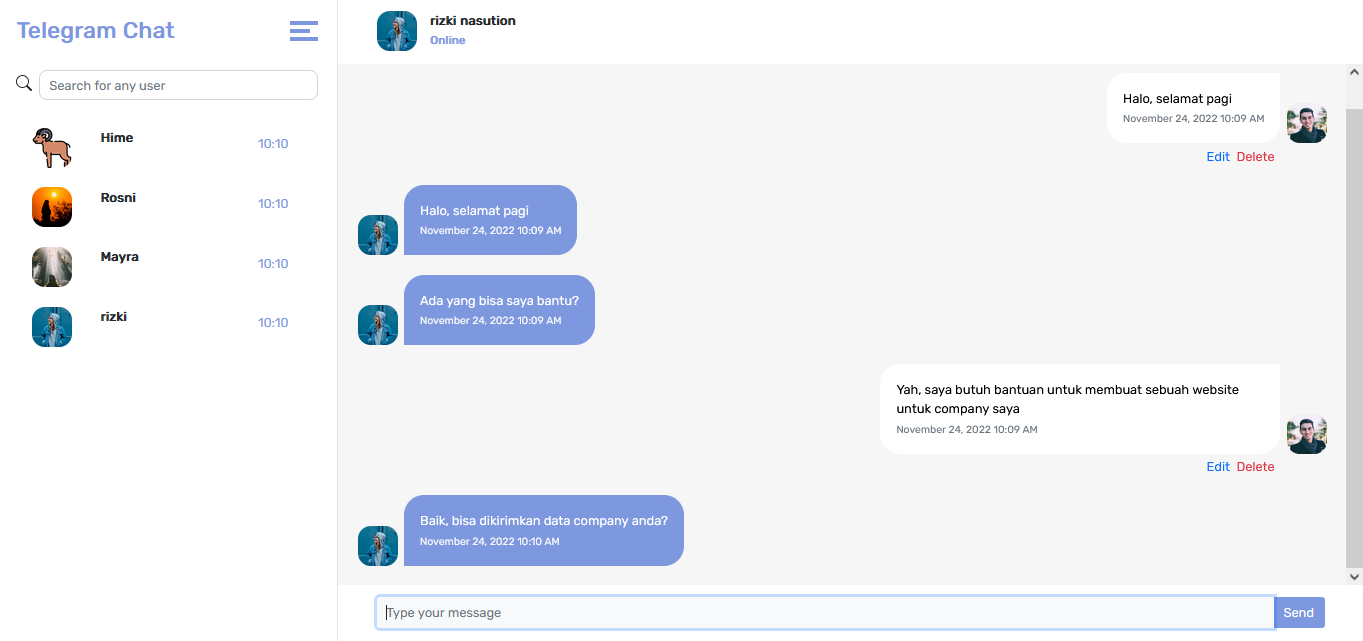 Telegram Chat
Search for any user
Hime
10:10
Rosni
10:10
Mayra
10:10
rizki
10:10
rizki nasution
Online
Halo, selamat pagi
November 24, 2022 10:09 AM
Edit Delete
Halo, selamat pagi
November 24, 2022 10:09 AM
Ada yang bisa saya bantu?
November 24, 2022 10:09 AM
Yah, saya butuh bantuan untuk membuat sebuah website
untuk company saya
November 24, 2022 10:09 AM
Edit Delete
Baik, bisa dikirimkan data company anda?
November 24, 2022 10:10 AM
Type your message
Send